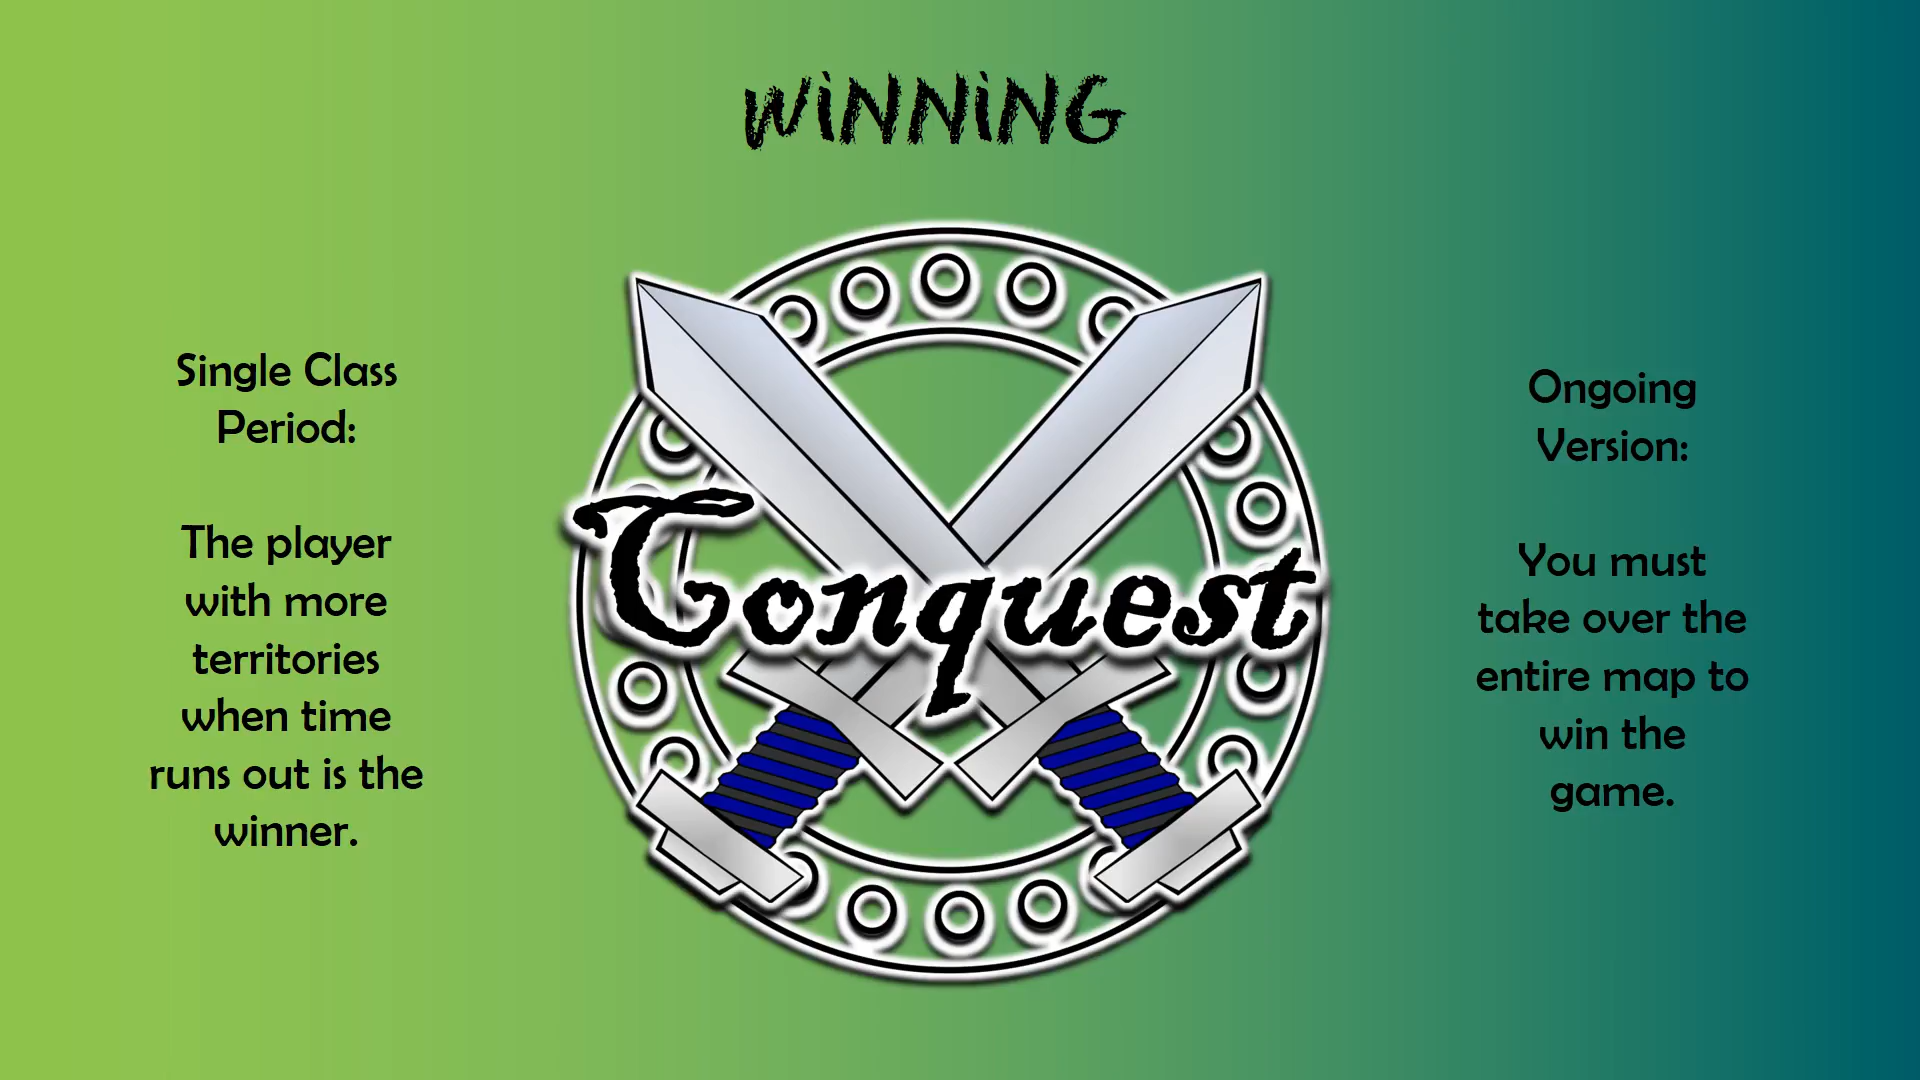 WiNNiNG
Single Class
Period:
The player
with more
territories
when time
runs out is the
winner.
Conquest
Ongoing
Version:
You must
take over the
entire map to
win the
game.